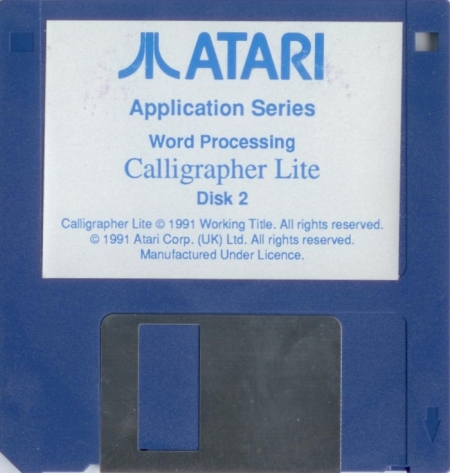 ATARI
Application Series
Word Processing
Calligrapher Lite
Disk 2
Calligrapher Lite © 1991 Working Title. All rights reserved.
© 1991 Atari Corp. (UK) Ltd. All rights reserved.
Manufactured Under Licence.